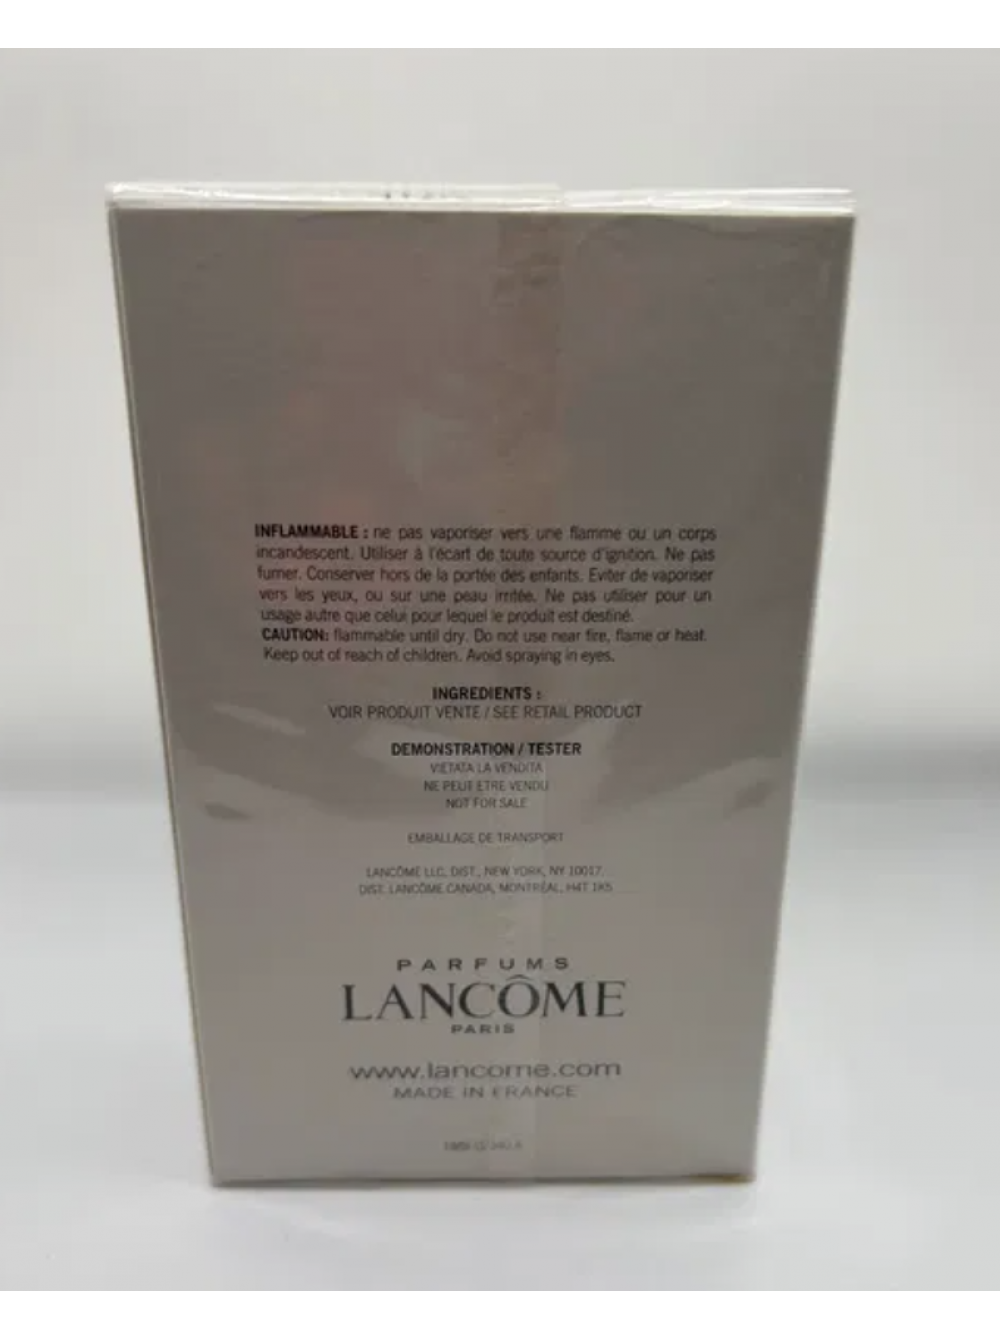 INFLAMMABLE : ne pas vaporiser vers une flamme ou un corps
incandescent. Utiliser à l'écart de toute source d'ignition. Ne pas
fumer. Conserver hors de la portée des enfants. Eviter de vaporiser
vers les yeux, ou sur une peau irritée. Ne pas utiliser pour un
usage autre que celui pour lequel le produit est destiné.
CAUTION: flammable until dry. Do not use near fire, flame or heat.
Keep out of reach of children. Avoid spraying in eyes.
INGREDIENTS :
VOIR PRODUIT VENTE / SEE RETAIL PRODUCT
DEMONSTRATION / TESTER
VIETATA LA VENDITA
NE PEUT ETRE VENDU
NOT FOR SALE
EMBALLAGE DE TRANSPORT
LANCÔME LLC, DIST., NEW YORK, NY 10017.
DIST. LANCÔME CANADA, MONTRÉAL, H4T 1K5
PARFUMS
LANCÔME
PARIS
www.lancome.com
MADE IN FRANCE